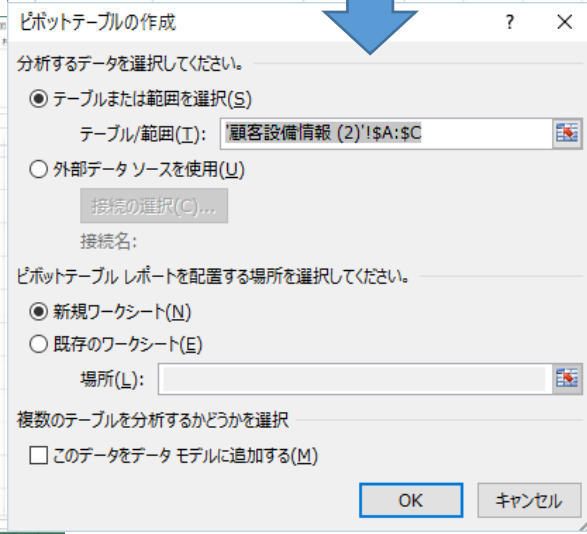 ピボットテーブルの作成 ? ×
分析するデータを選択してください。
テーブルまたは範囲を選択(S)
テーブル/範囲(T): '顧客設備情報 (2)'!$A:$C
外部データ ソースを使用(U)
接続の選択(C)...
接続名:
ピボットテーブル レポートを配置する場所を選択してください。
新規ワークシート(N)
既存のワークシート(E)
場所(L):
複数のテーブルを分析するかどうかを選択
このデータをデータ モデルに追加する(M)
OK キャンセル